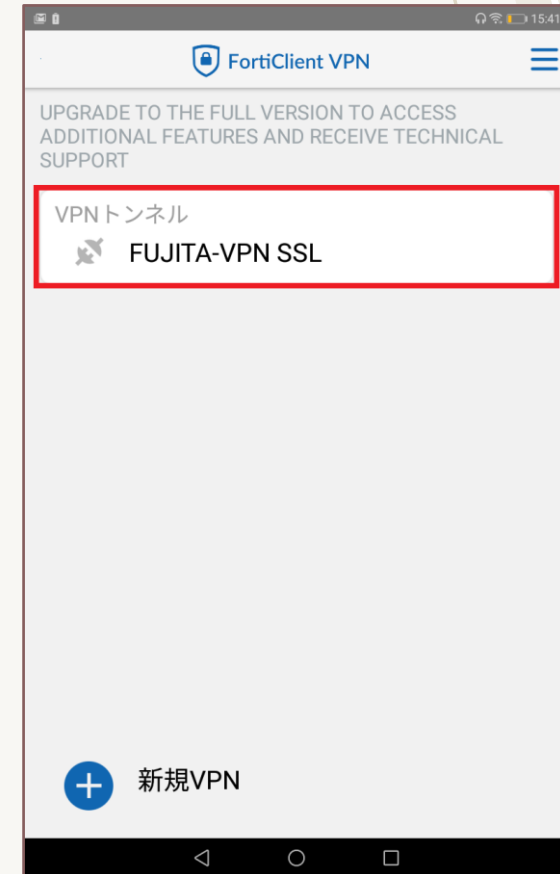 15:41
FortiClient VPN
UPGRADE TO THE FULL VERSION TO ACCESS
ADDITIONAL FEATURES AND RECEIVE TECHNICAL
SUPPORT
VPNトンネル
FUJITA-VPN SSL
新規VPN